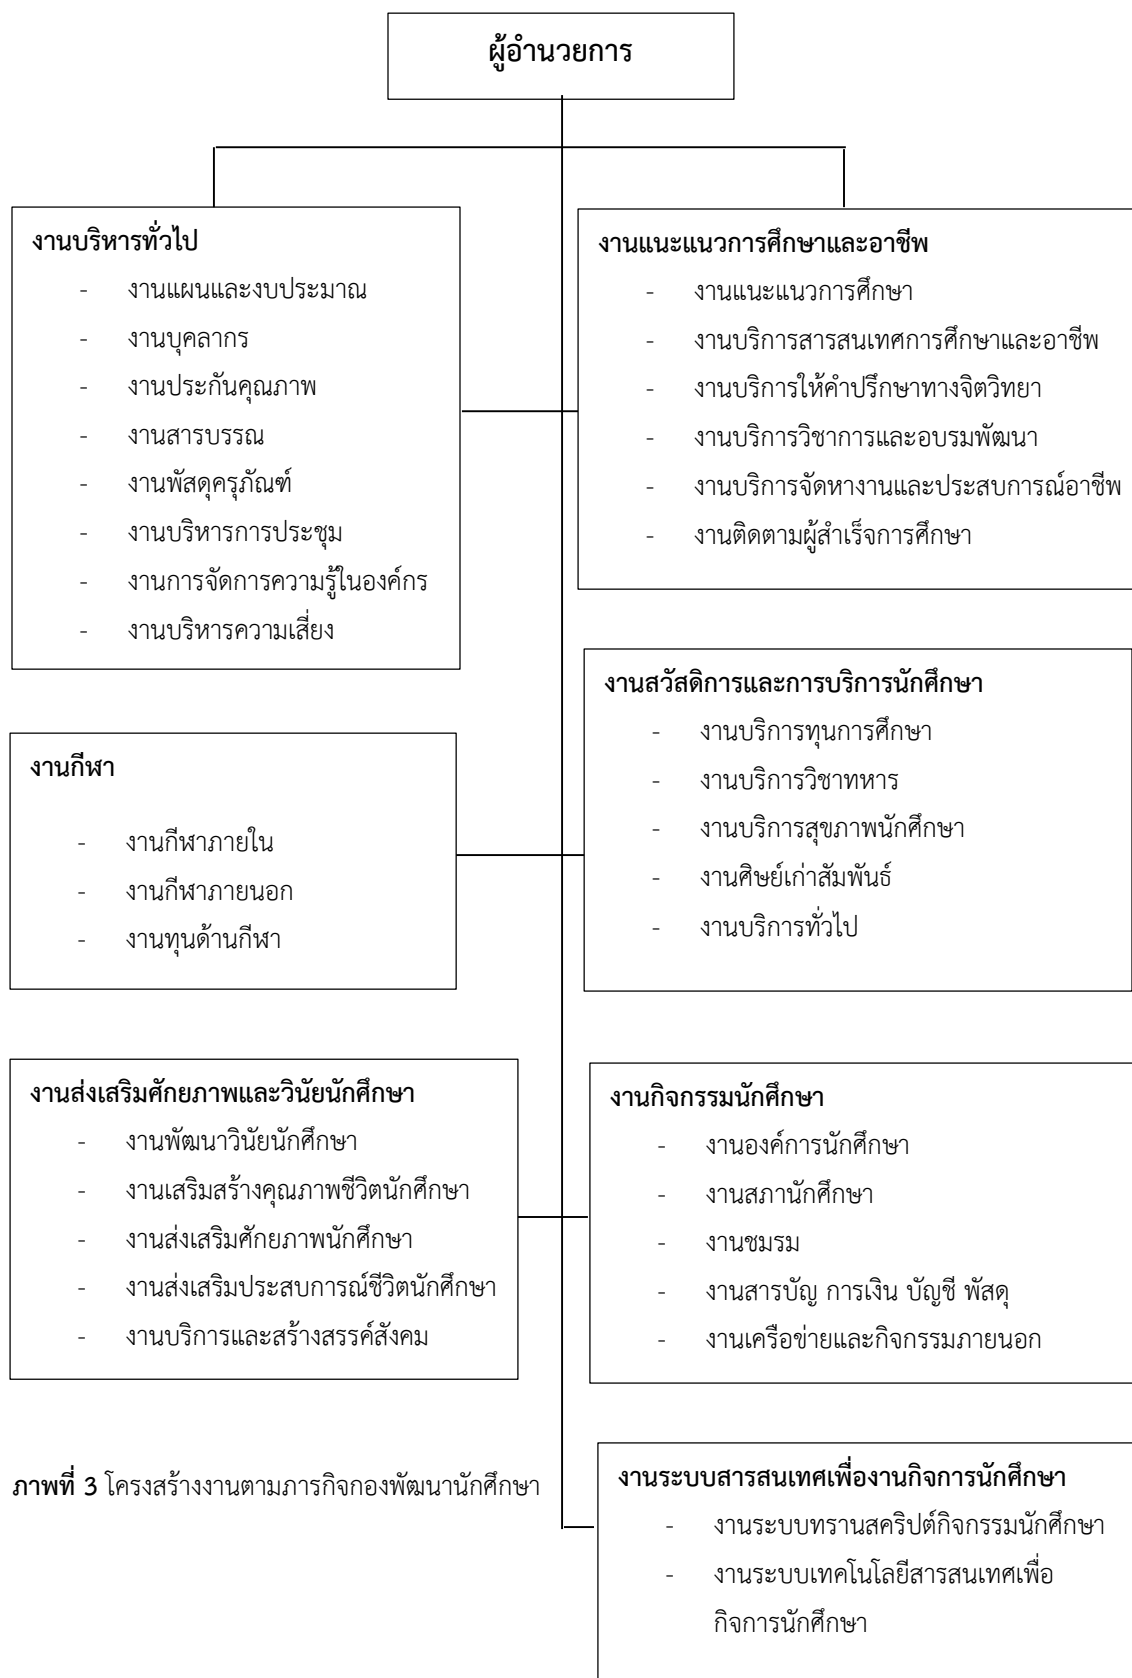 ผู้อำนวยการ
งานบริหารทั่วไป
- งานแผนและงบประมาณ
- งานบุคลากร
- งานประกันคุณภาพ
- งานสารบรรณ
- งานพัสดุครุภัณฑ์
- งานบริหารการประชุม
- งานการจัดการความรู้ในองค์กร
- งานบริหารความเสี่ยง
งานแนะแนวการศึกษาและอาชีพ
- งานแนะแนวการศึกษา
- งานบริการสารสนเทศการศึกษาและอาชีพ
- งานบริการให้คำปรึกษาทางจิตวิทยา
- งานบริการวิชาการและอบรมพัฒนา
- งานบริการจัดหางานและประสบการณ์อาชีพ
- งานติดตามผู้สำเร็จการศึกษา
งานกีฬา
- งานกีฬาภายใน
- งานกีฬาภายนอก
- งานทุนด้านกีฬา
งานสวัสดิการและการบริการนักศึกษา
- งานบริการทุนการศึกษา
- งานบริการวิชาทหาร
- งานบริการสุขภาพนักศึกษา
- งานศิษย์เก่าสัมพันธ์
- งานบริการทั่วไป
งานส่งเสริมศักยภาพและวินัยนักศึกษา
- งานพัฒนาวินัยนักศึกษา
- งานเสริมสร้างคุณภาพชีวิตนักศึกษา
- งานส่งเสริมศักยภาพนักศึกษา
- งานส่งเสริมประสบการณ์ชีวิตนักศึกษา
- งานบริการและสร้างสรรค์สังคม
งานกิจกรรมนักศึกษา
- งานองค์การนักศึกษา
- งานสภานักศึกษา
- งานชมรม
- งานสารบัญ การเงิน บัญชี พัสดุ
- งานเครือข่ายและกิจกรรมภายนอก
ภาพที่ 3 โครงสร้างงานตามภารกิจกองพัฒนานักศึกษา
งานระบบสารสนเทศเพื่องานกิจการนักศึกษา
- งานระบบทรานสคริปต์กิจกรรมนักศึกษา
- งานระบบเทคโนโลยีสารสนเทศเพื่อ
กิจการนักศึกษา